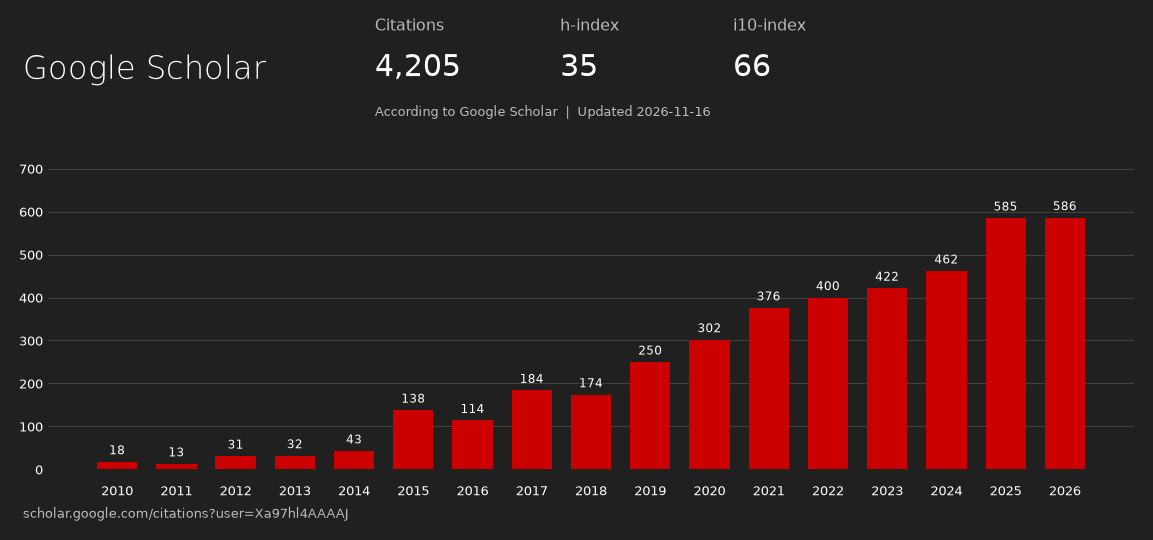 Citations h-index i10-index
Google Scholar 4,205 35 66
According to Google Scholar | Updated 2026-11-16
700
600
500
400
300
200
100
0
18 13 31 32 43 138 114 184 174 250 302 376 400 422 462 585 586
2010 2011 2012 2013 2014 2015 2016 2017 2018 2019 2020 2021 2022 2023 2024 2025 2026
scholar.google.com/citations?user=Xa97hl4AAAAJ